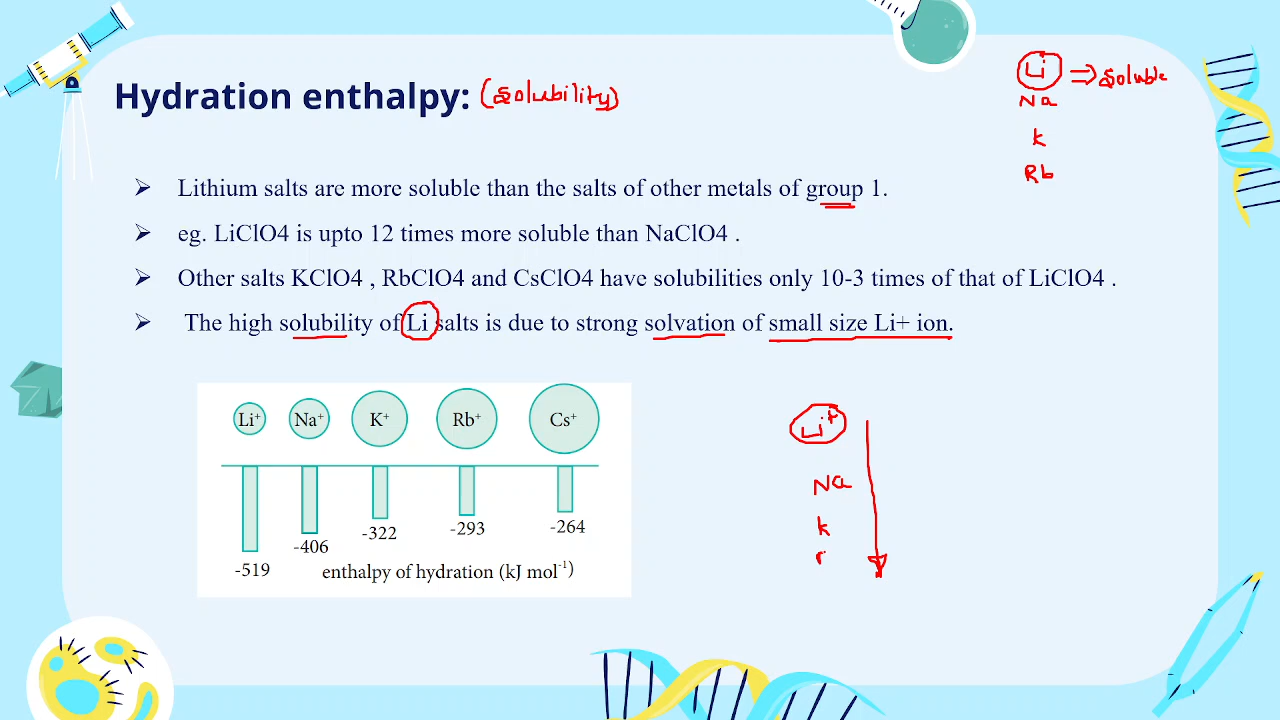 Hydration enthalpy: (solubility)
Li ⇒ soluble
Na
K
Rb
➢ Lithium salts are more soluble than the salts of other metals of group 1.
➢ eg. LiClO4 is upto 12 times more soluble than NaClO4 .
➢ Other salts KClO4 , RbClO4 and CsClO4 have solubilities only 10-3 times of that of LiClO4 .
➢ The high solubility of Li salts is due to strong solvation of small size Li+ ion.
Li⁺ Na⁺ K⁺ Rb⁺ Cs⁺
-519 -406 -322 -293 -264
enthalpy of hydration (kJ mol⁻¹)
Li⁺
Na
K
r